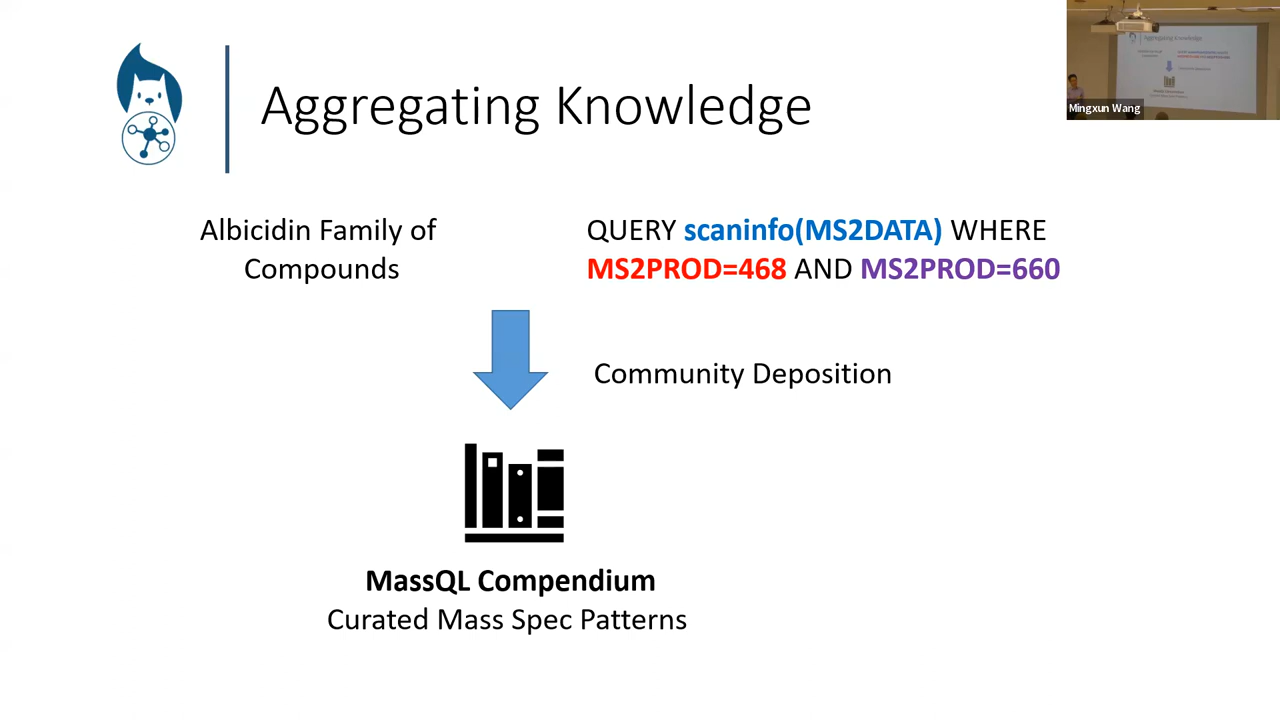 Aggregating Knowledge
Mingxun Wang
Albicidin Family of
Compounds
QUERY scaninfo(MS2DATA) WHERE
MS2PROD=468 AND MS2PROD=660
Community Deposition
MassQL Compendium
Curated Mass Spec Patterns